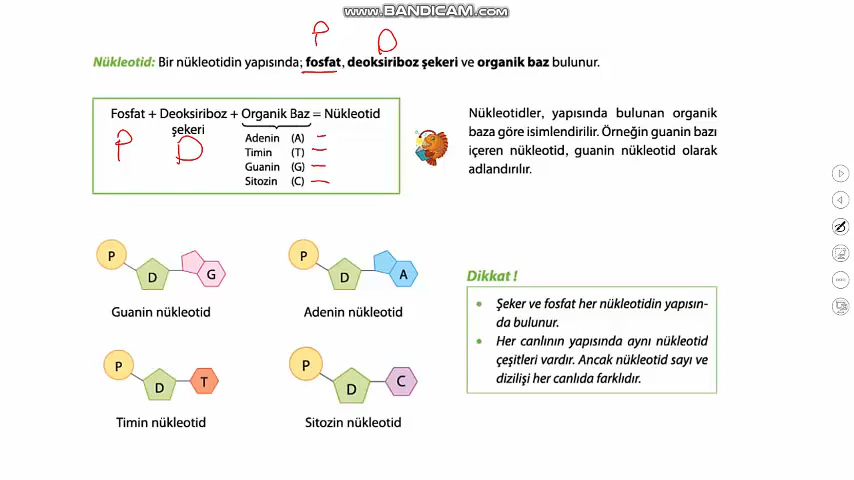 www.BANDICAM.com
P D
Nükleotid: Bir nükleotidin yapısında; fosfat, deoksiriboz şekeri ve organik baz bulunur.
Fosfat + Deoksiriboz + Organik Baz = Nükleotid
şekeri
P D
Adenin (A)
Timin (T)
Guanin (G)
Sitozin (C)
Nükleotidler, yapısında bulunan organik
baza göre isimlendirilir. Örneğin guanin bazı
içeren nükleotid, guanin nükleotid olarak
adlandırılır.
P D G
Guanin nükleotid
P D A
Adenin nükleotid
P D T
Timin nükleotid
P D C
Sitozin nükleotid
Dikkat !
• Şeker ve fosfat her nükleotidin yapısın-
da bulunur.
• Her canlının yapısında aynı nükleotid
çeşitleri vardır. Ancak nükleotid sayı ve
dizilişi her canlıda farklıdır.